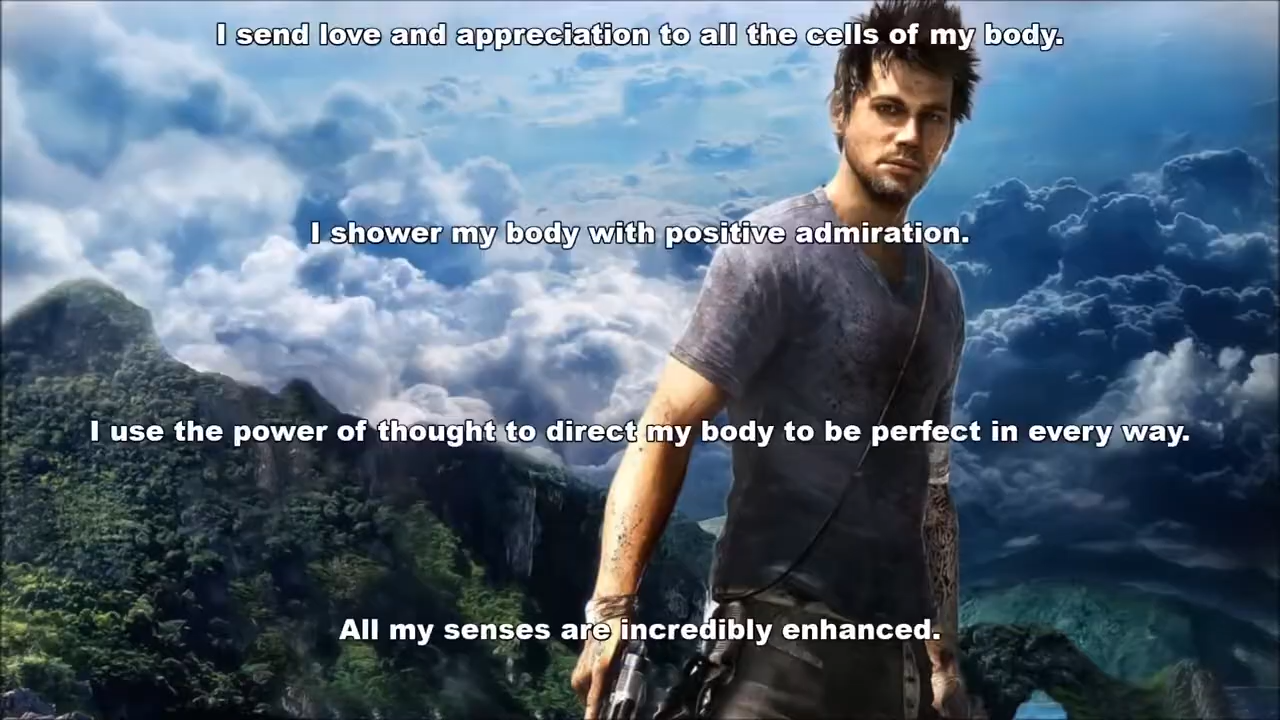 I send love and appreciation to all the cells of my body.
I shower my body with positive admiration.
I use the power of thought to direct my body to be perfect in every way.
All my senses are incredibly enhanced.